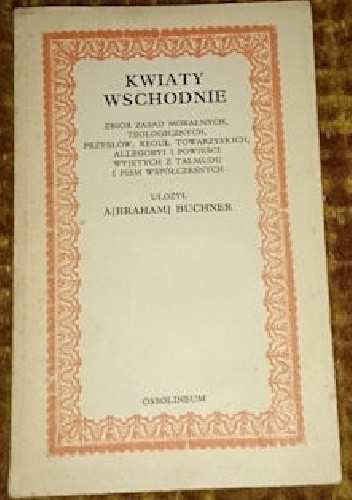 KWIATY
WSCHODNIE
ZBIÓR ZASAD MORALNYCH,
TEOLOGICZNYCH,
PRZYSŁÓW, REGUŁ TOWARZYSKICH,
ALLEGORYI I POWIEŚCI
WYJĘTYCH Z TALMUDU
I PISM WSPÓŁCZESNYCH
UŁOŻYŁ
A[BRAHAM] BUCHNER
OSSOLINEUM